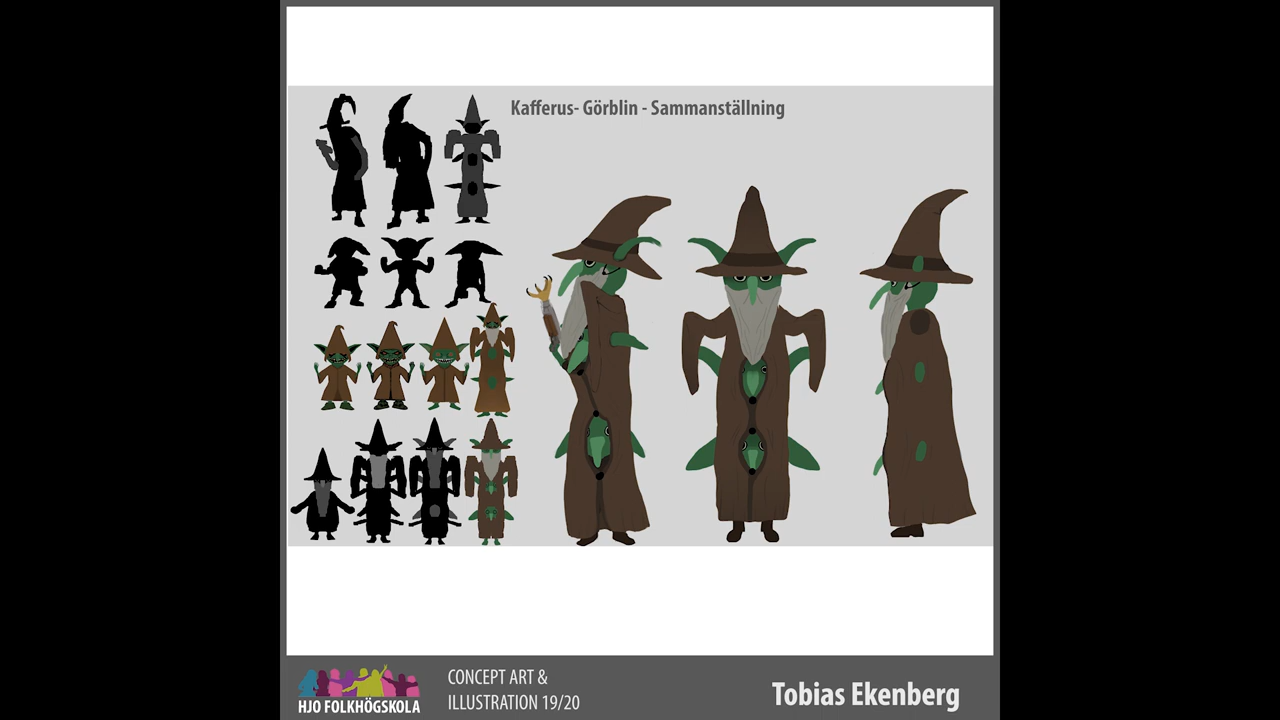 Kafferus- Görblin - Sammanställning
HJO FOLKHÖGSKOLA
CONCEPT ART &
ILLUSTRATION 19/20
Tobias Ekenberg